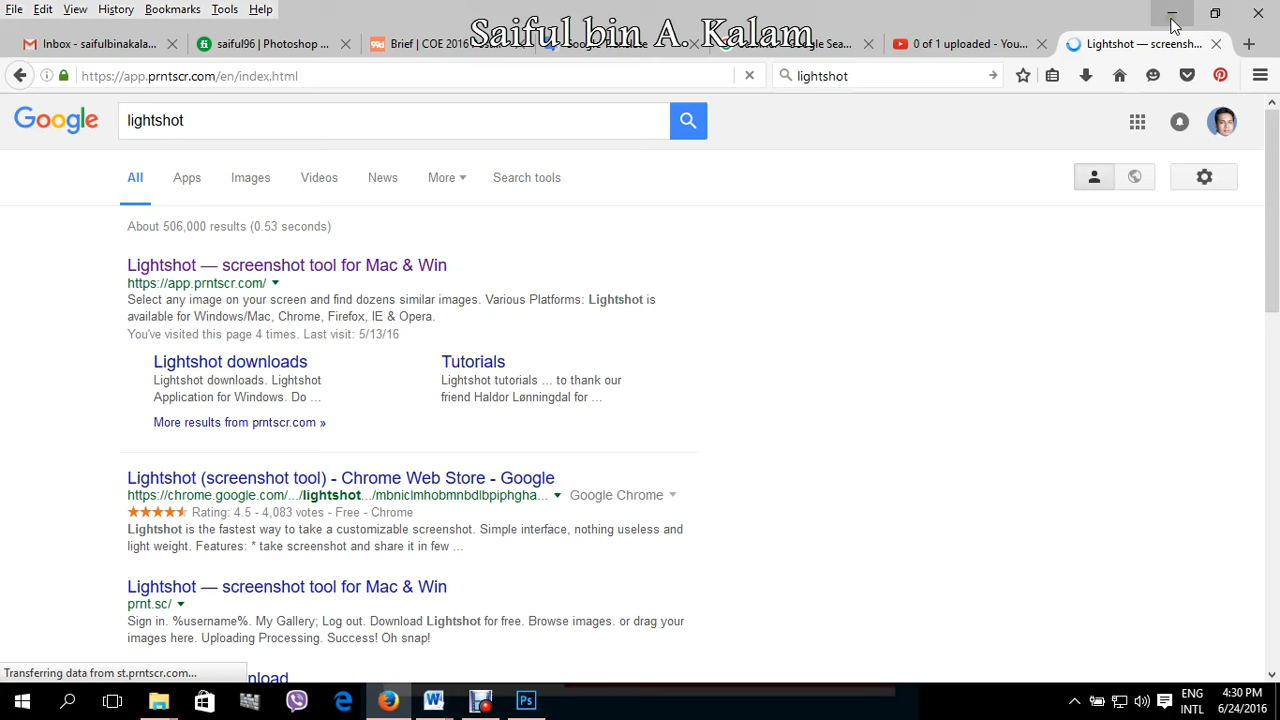 File Edit View History Bookmarks Tools Help
Saiful bin A. Kalam
Inbox - saifulbinakala... saiful96 | Photoshop ... Brief | COE 2016 Sea... 0 of 1 uploaded - You... Lightshot — screensh...
https://app.prntscr.com/en/index.html lightshot
Google lightshot
All Apps Images Videos News More Search tools
About 506,000 results (0.53 seconds)
Lightshot — screenshot tool for Mac & Win
https://app.prntscr.com/
Select any image on your screen and find dozens similar images. Various Platforms: Lightshot is
available for Windows/Mac, Chrome, Firefox, IE & Opera.
You've visited this page 4 times. Last visit: 5/13/16
Lightshot downloads
Lightshot downloads. Lightshot
Application for Windows. Do ...
Tutorials
Lightshot tutorials ... to thank our
friend Haldor Lønningdal for ...
More results from prntscr.com »
Lightshot (screenshot tool) - Chrome Web Store - Google
https://chrome.google.com/.../lightshot.../mbniclmhobmnbdlbpiphgha... Google Chrome
Rating: 4.5 - 4,083 votes - Free - Chrome
Lightshot is the fastest way to take a customizable screenshot. Simple interface, nothing useless and
light weight. Features: * take screenshot and share it in few ...
Lightshot — screenshot tool for Mac & Win
prnt.sc/
Sign in. %username%. My Gallery; Log out. Download Lightshot for free. Browse images. or drag your
images here. Uploading Processing. Success! Oh snap!
Transferring data from st.prntscr.com... nload
ENG 4:30 PM
INTL 6/24/2016